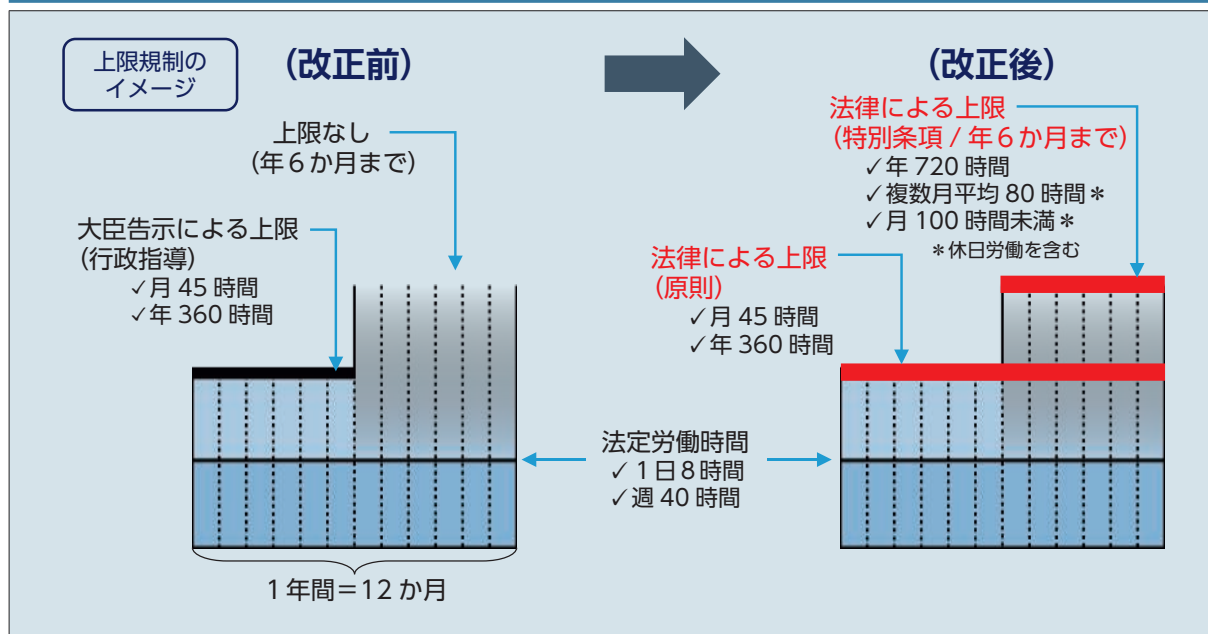 上限規制の
イメージ
(改正前)
(改正後)
上限なし
(年6か月まで)
大臣告示による上限
(行政指導)
✓月 45 時間
✓年 360 時間
法律による上限
(特別条項 / 年6か月まで)
✓年 720 時間
✓複数月平均 80 時間*
✓月 100 時間未満*
*休日労働を含む
法律による上限
(原則)
✓月 45 時間
✓年 360 時間
法定労働時間
✓1日8時間
✓週 40 時間
1年間=12 か月